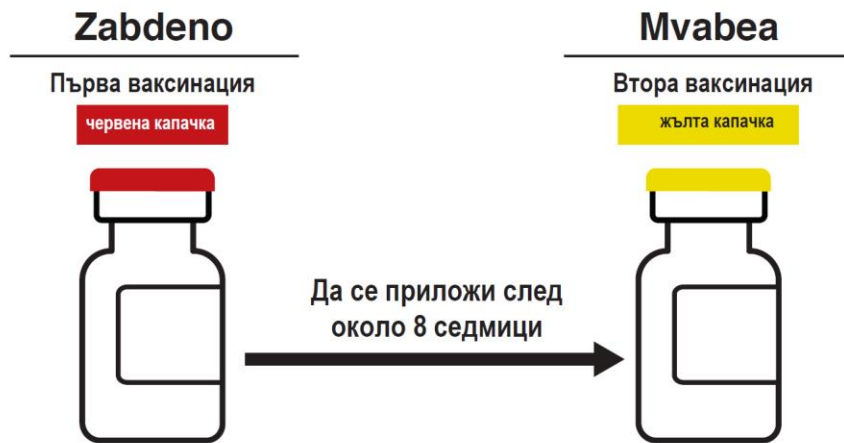 Zabdeno
Първа ваксинация
червена капачка
Mvabea
Втора ваксинация
жълта капачка
Да се приложи след
около 8 седмици